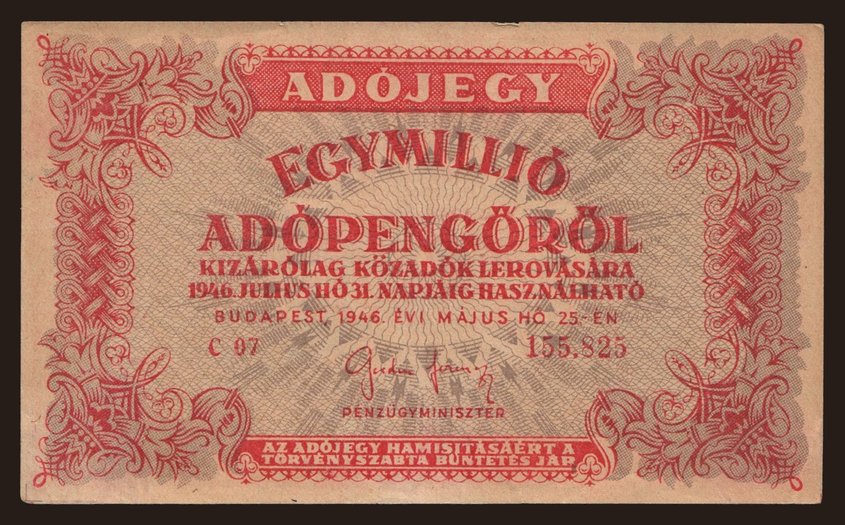 ADÓJEGY
EGYMILLIÓ
ADÓPENGŐRŐL
KIZÁRÓLAG KÖZADÓK LEROVÁSÁRA
1946. JULIUS HÓ 31. NAPJÁIG HASZNÁLHATÓ
BUDAPEST, 1946. ÉVI MÁJUS HÓ 25-ÉN
C 07 155,825
PÉNZÜGYMINISZTER
AZ ADÓJEGY HAMISITÁSÁÉRT A
TÖRVÉNYSZABTA BÜNTETÉS JÁR